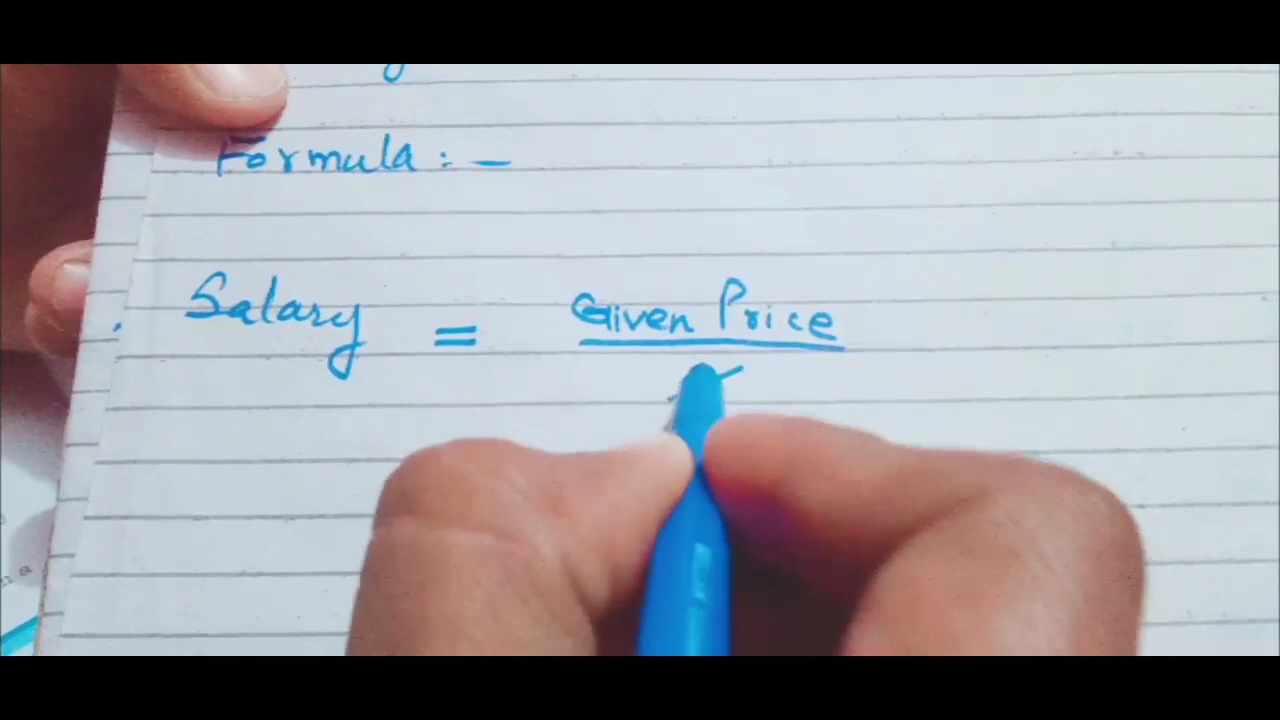 Formula : —
Salary = Given Price